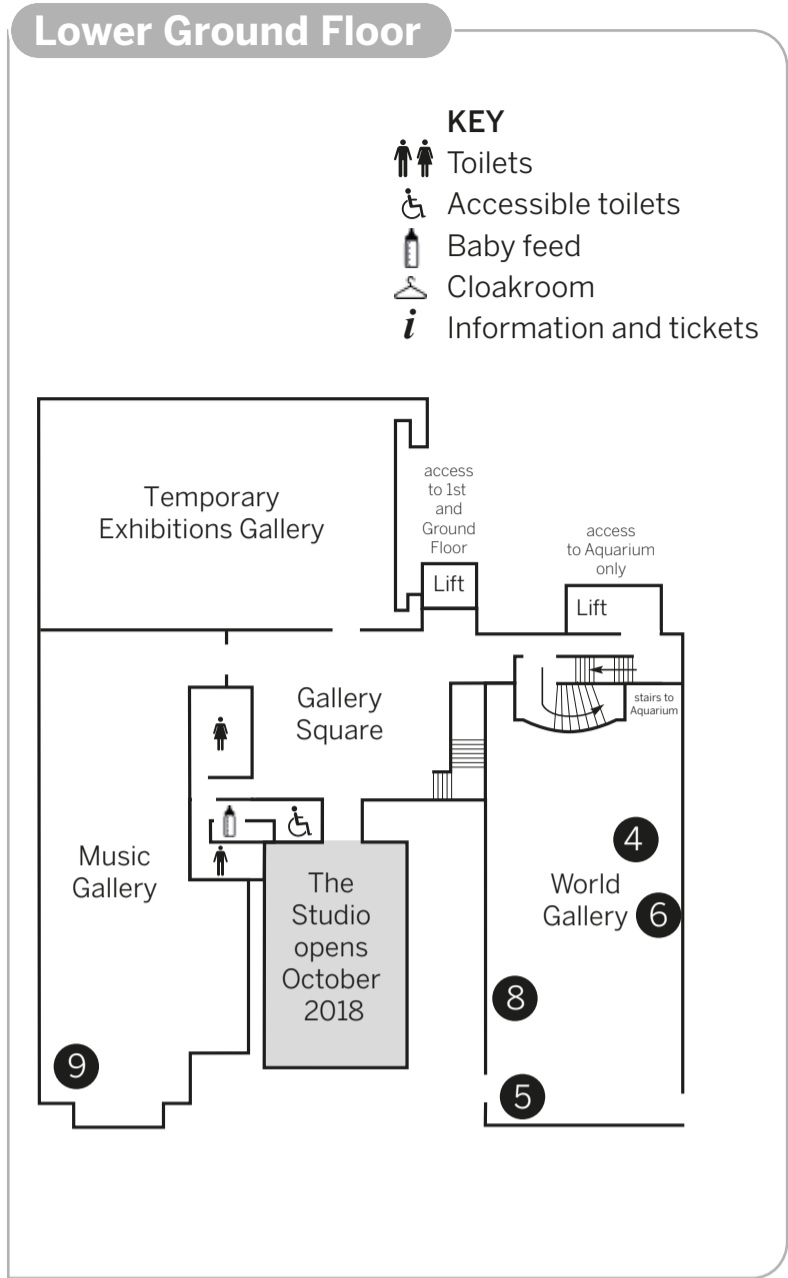 Lower Ground Floor
KEY
Toilets
Accessible toilets
Baby feed
Cloakroom
i Information and tickets
Temporary
Exhibitions Gallery
access
to 1st
and
Ground
Floor
Lift
access
to Aquarium
only
Lift
stairs to
Aquarium
Gallery
Square
Music
Gallery
The
Studio
opens
October
2018
World
Gallery
4
6
8
5
9